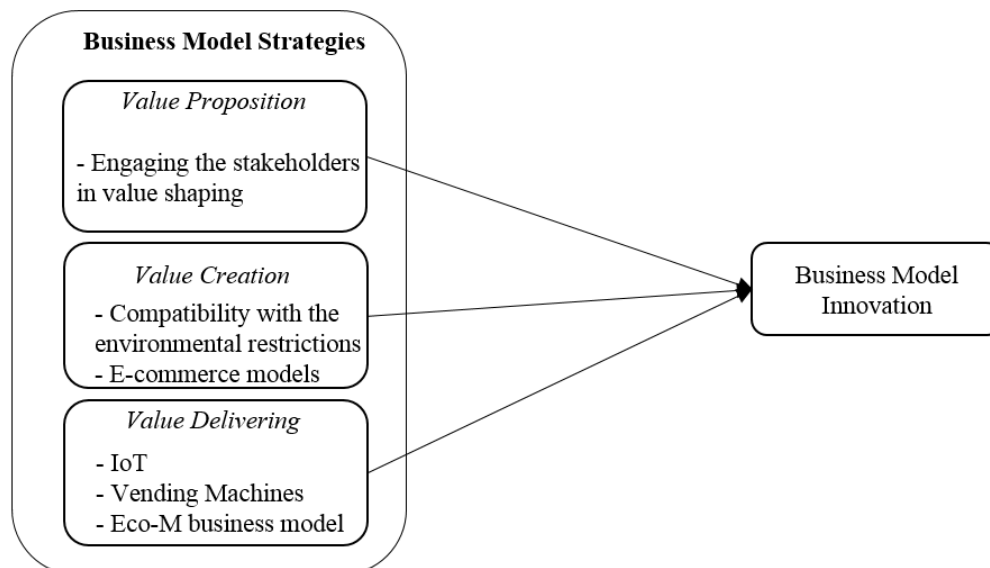 Business Model Strategies
Value Proposition
- Engaging the stakeholders
in value shaping
Value Creation
- Compatibility with the
environmental restrictions
- E-commerce models
Value Delivering
- IoT
- Vending Machines
- Eco-M business model
Business Model
Innovation